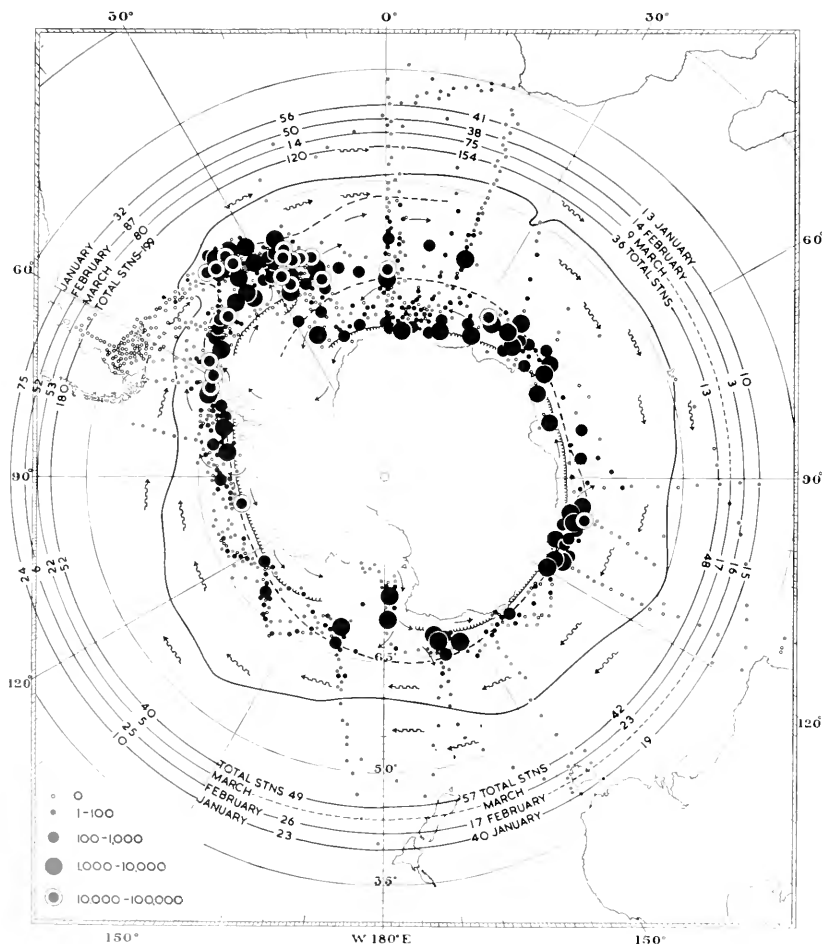 30° 0° 30°
56 41
50 38
14 75
120 154
32
87
80
JANUARY
FEBRUARY
MARCH
TOTAL STNS 199
13 JANUARY
14 FEBRUARY
9 MARCH
36 TOTAL STNS
60° 60°
75 52 53 180
13 3 10
90° 90°
24 6 22 52
48 17 16 15
65°
120° 120°
40
5
25
10
42
23
19
50°
TOTAL STNS 49
MARCH
FEBRUARY 26
JANUARY 23
57 TOTAL STNS
MARCH
17 FEBRUARY
40 JANUARY
35°
0
1-100
100-1,000
1,000-10,000
10,000-100,000
150° W 180° E 150°